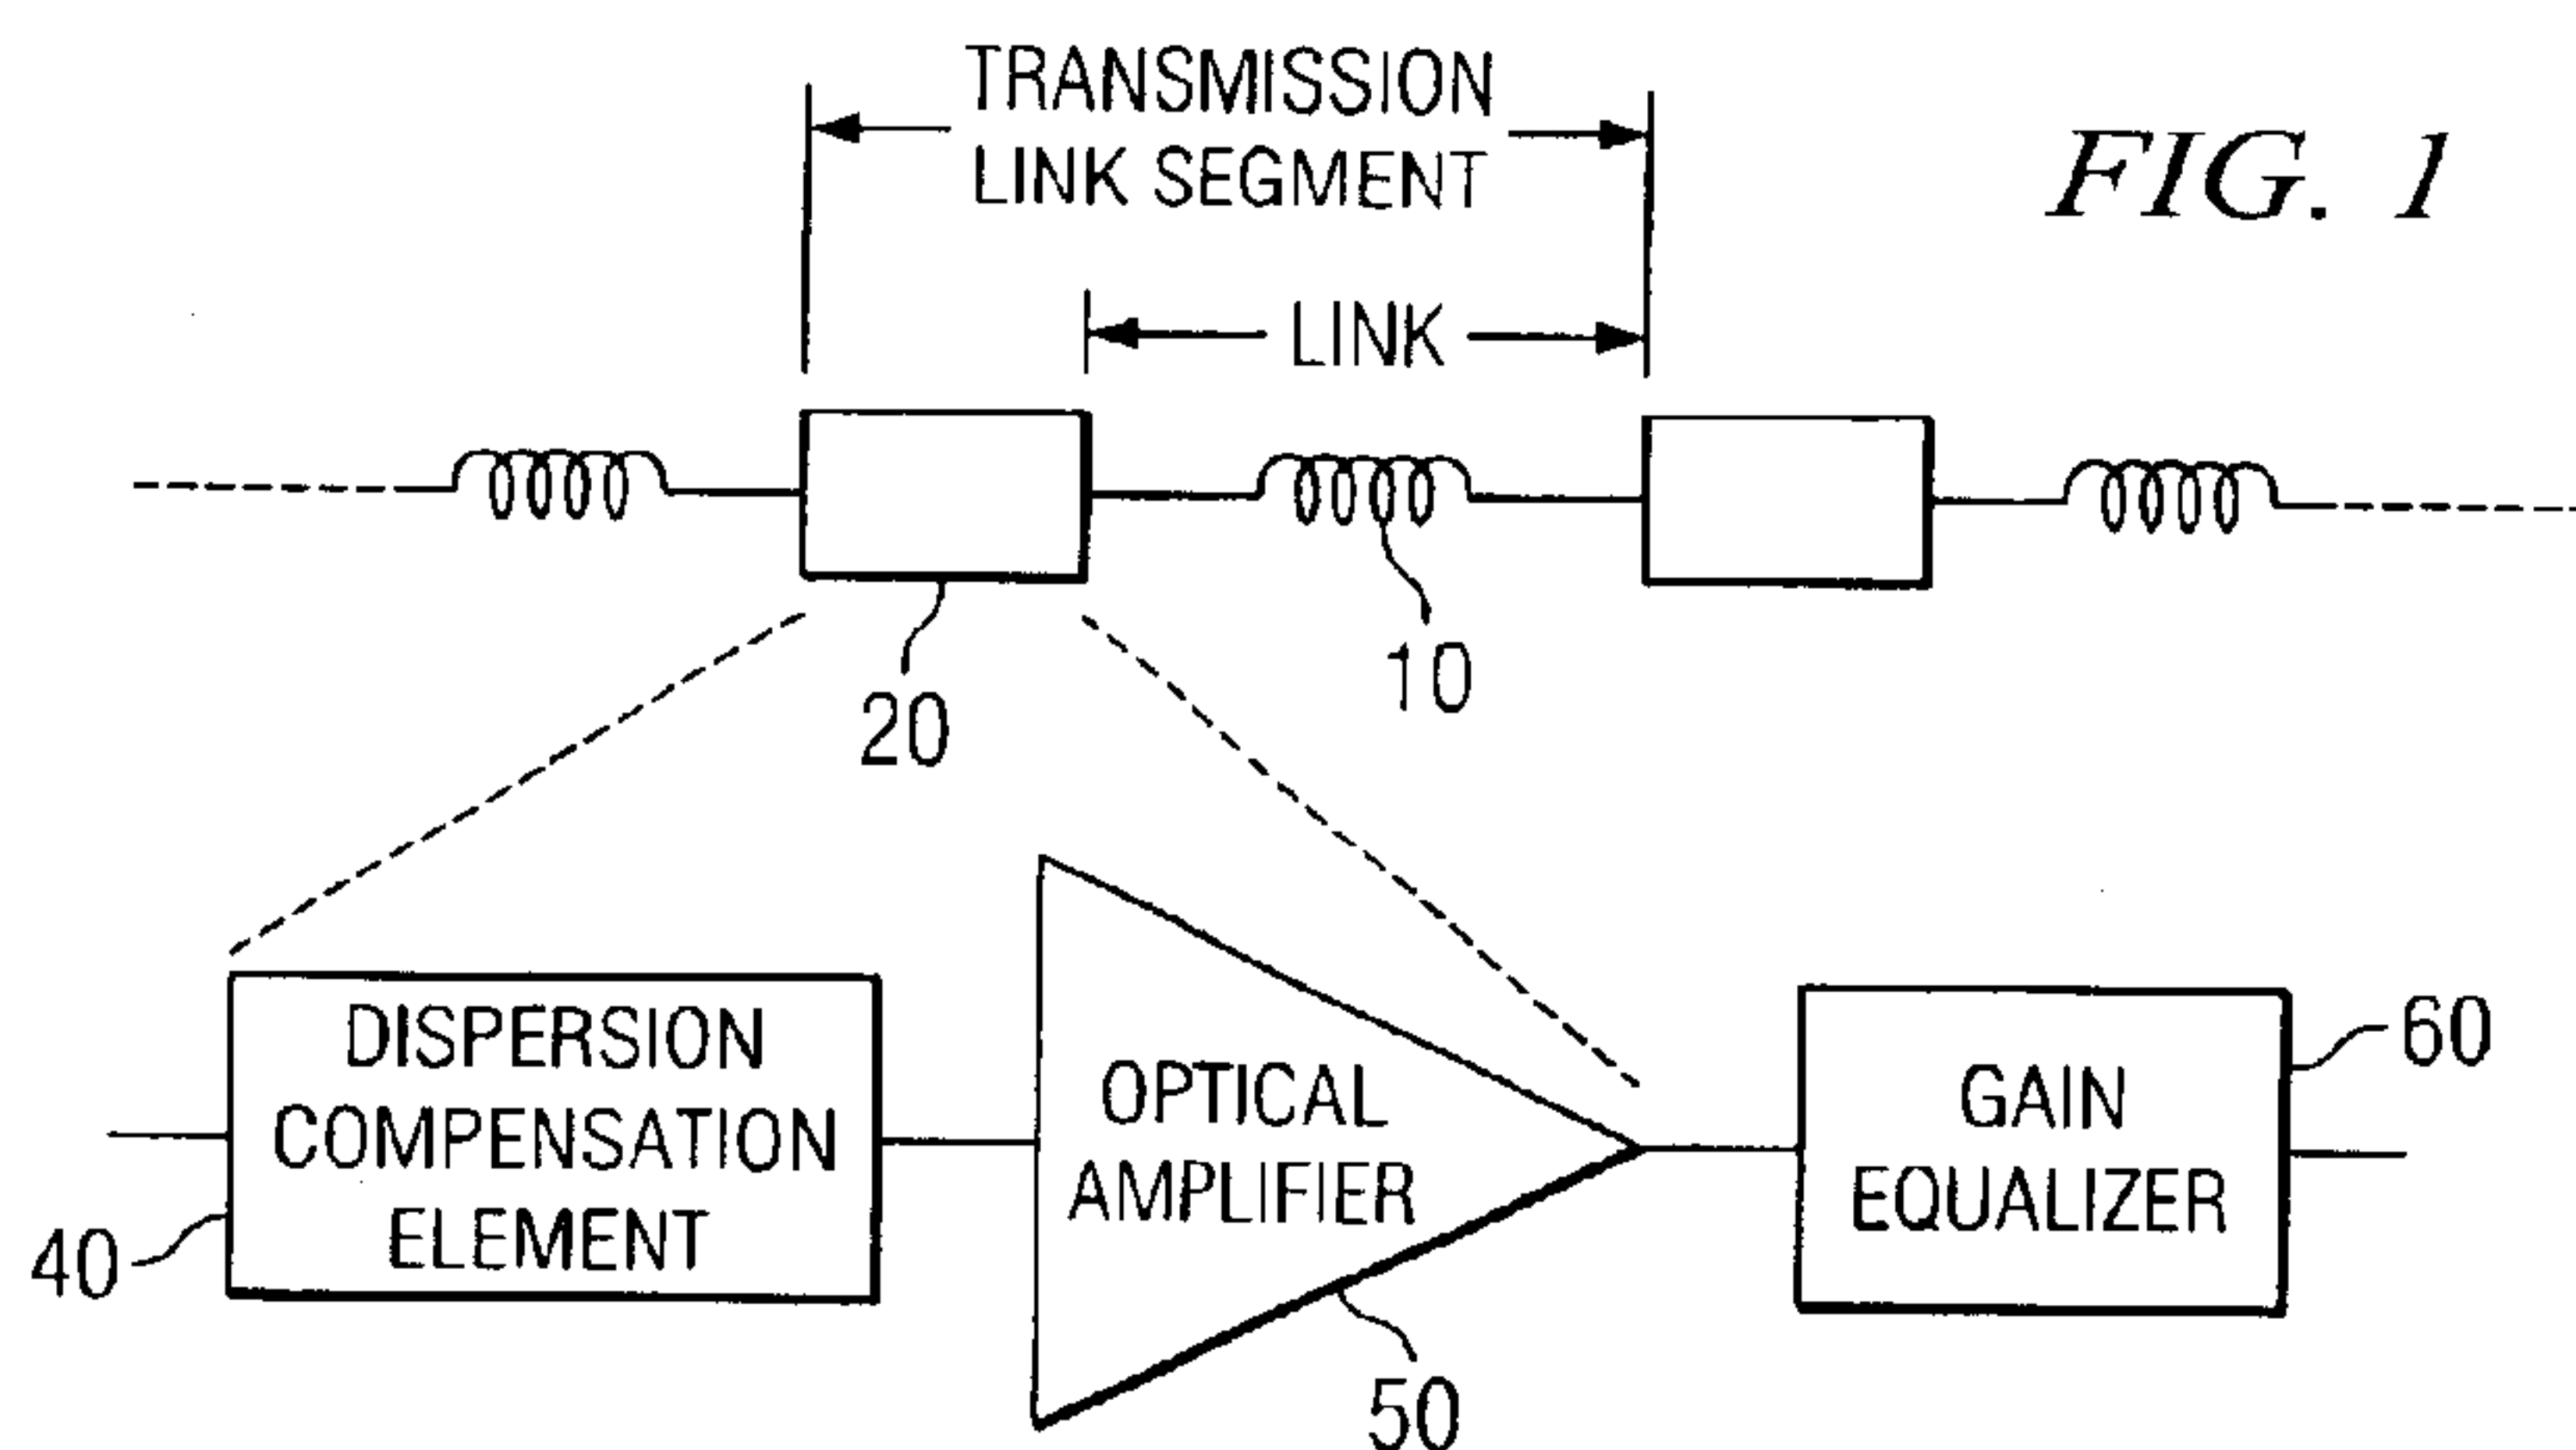 TRANSMISSION
LINK SEGMENT
FIG. 1
LINK
10
20
DISPERSION
COMPENSATION
ELEMENT
40
OPTICAL
AMPLIFIER
50
GAIN
EQUALIZER
60